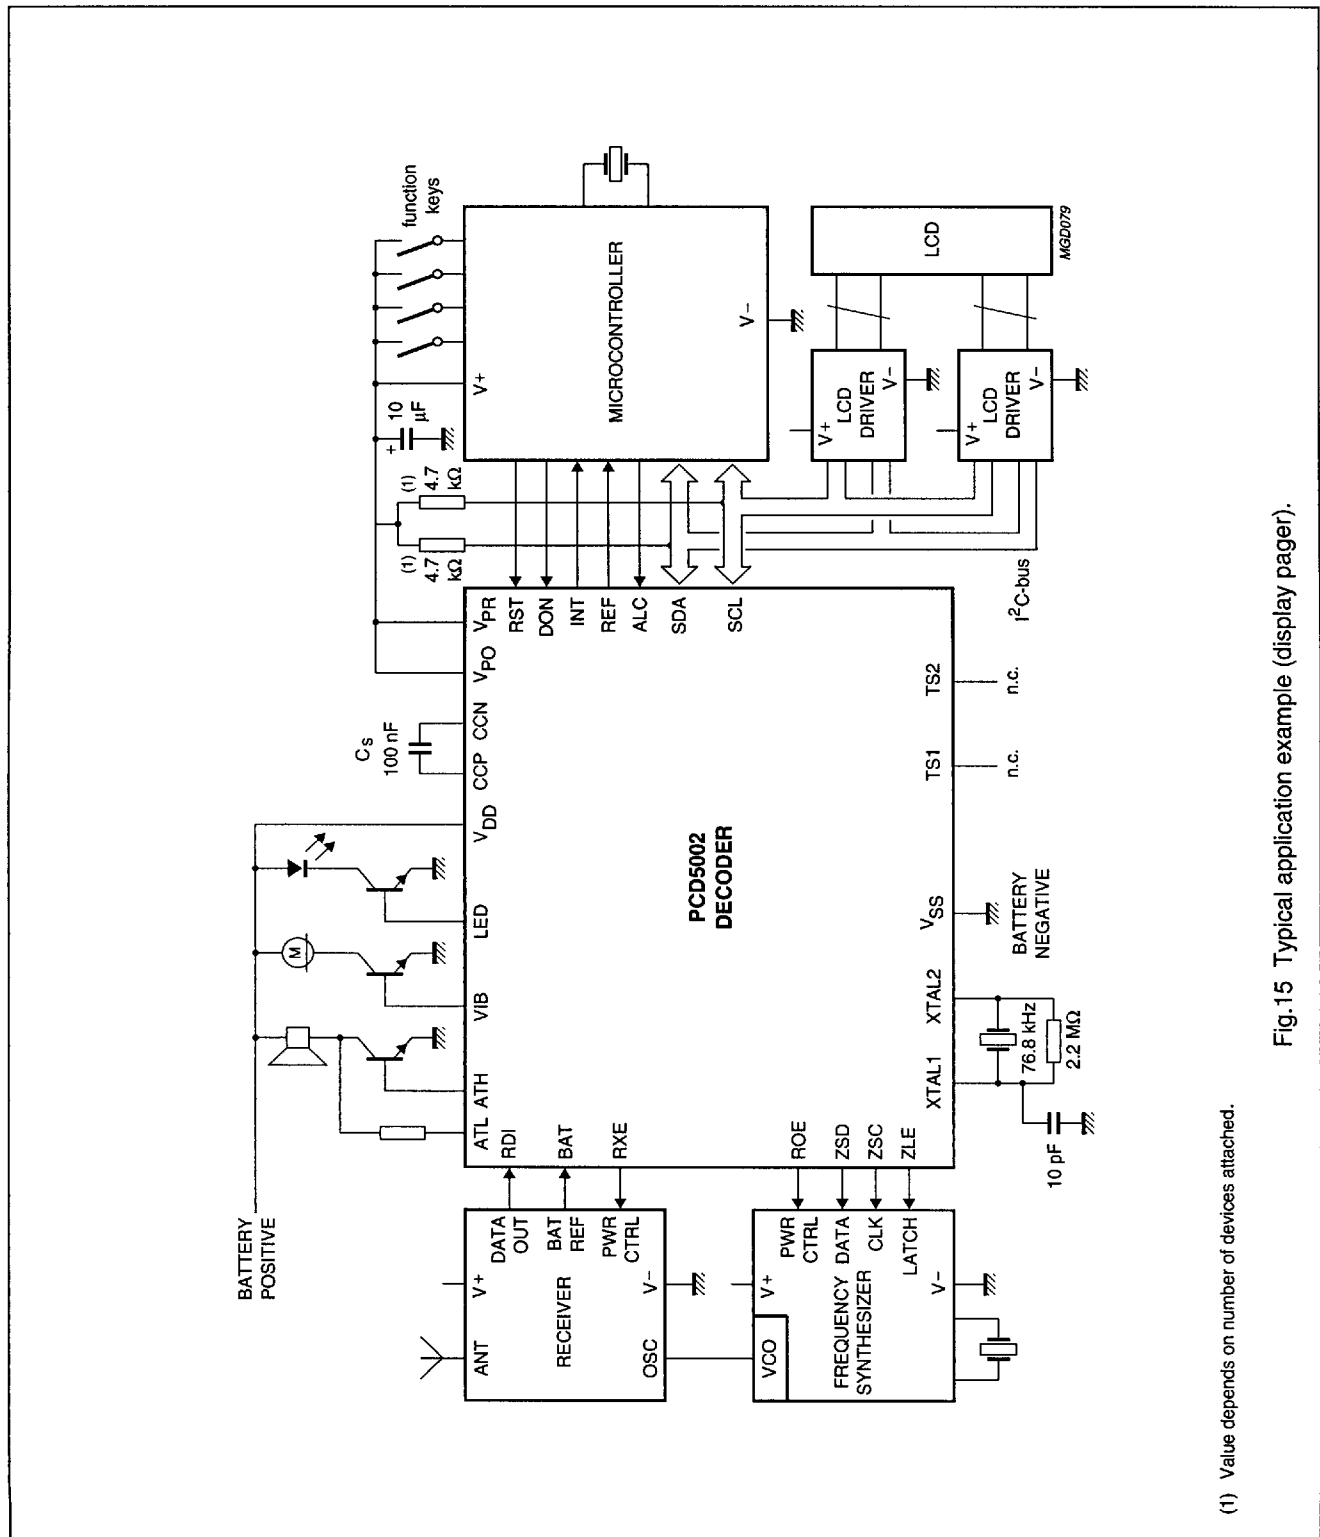 BATTERY
POSITIVE
ANT
V+
RECEIVER
OSC
V−
DATA
OUT
BAT
REF
PWR
CTRL
VCO
V+
FREQUENCY
SYNTHESIZER
V−
PWR
CTRL
DATA
CLK
LATCH
RDI
BAT
RXE
ROE
ZSD
ZSC
ZLE
ATL
ATH
VIB
LED
M
VDD
CCP
CCN
CS
100 nF
VPO
VPR
PCD5002
DECODER
XTAL1
XTAL2
76.8 kHz
2.2 MΩ
10 pF
VSS
BATTERY
NEGATIVE
TS1
n.c.
TS2
n.c.
RST
DON
INT
REF
ALC
SDA
SCL
I2C-bus
(1)
4.7
kΩ
(1)
4.7
kΩ
+
10
μF
V+
function
keys
MICROCONTROLLER
V−
V+
LCD
DRIVER
V−
V+
LCD
DRIVER
V−
LCD
MGD079
(1) Value depends on number of devices attached.
Fig.15 Typical application example (display pager).